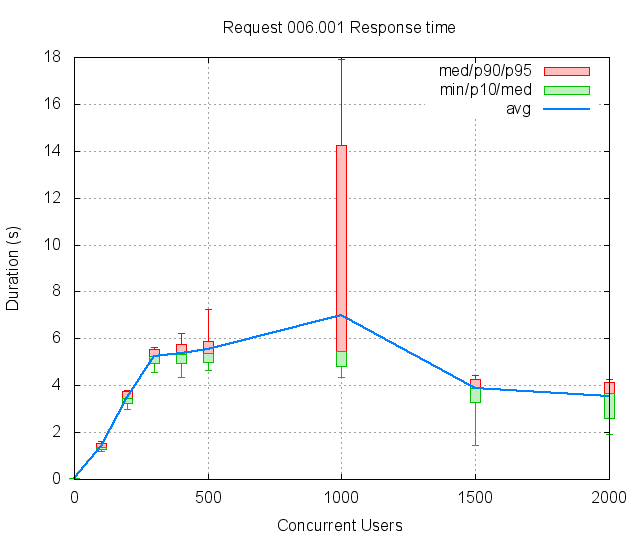 Request 006.001 Response time
med/p90/p95
min/p10/med
avg
Duration (s)
18
16
14
12
10
8
6
4
2
0
0 500 1000 1500 2000
Concurrent Users